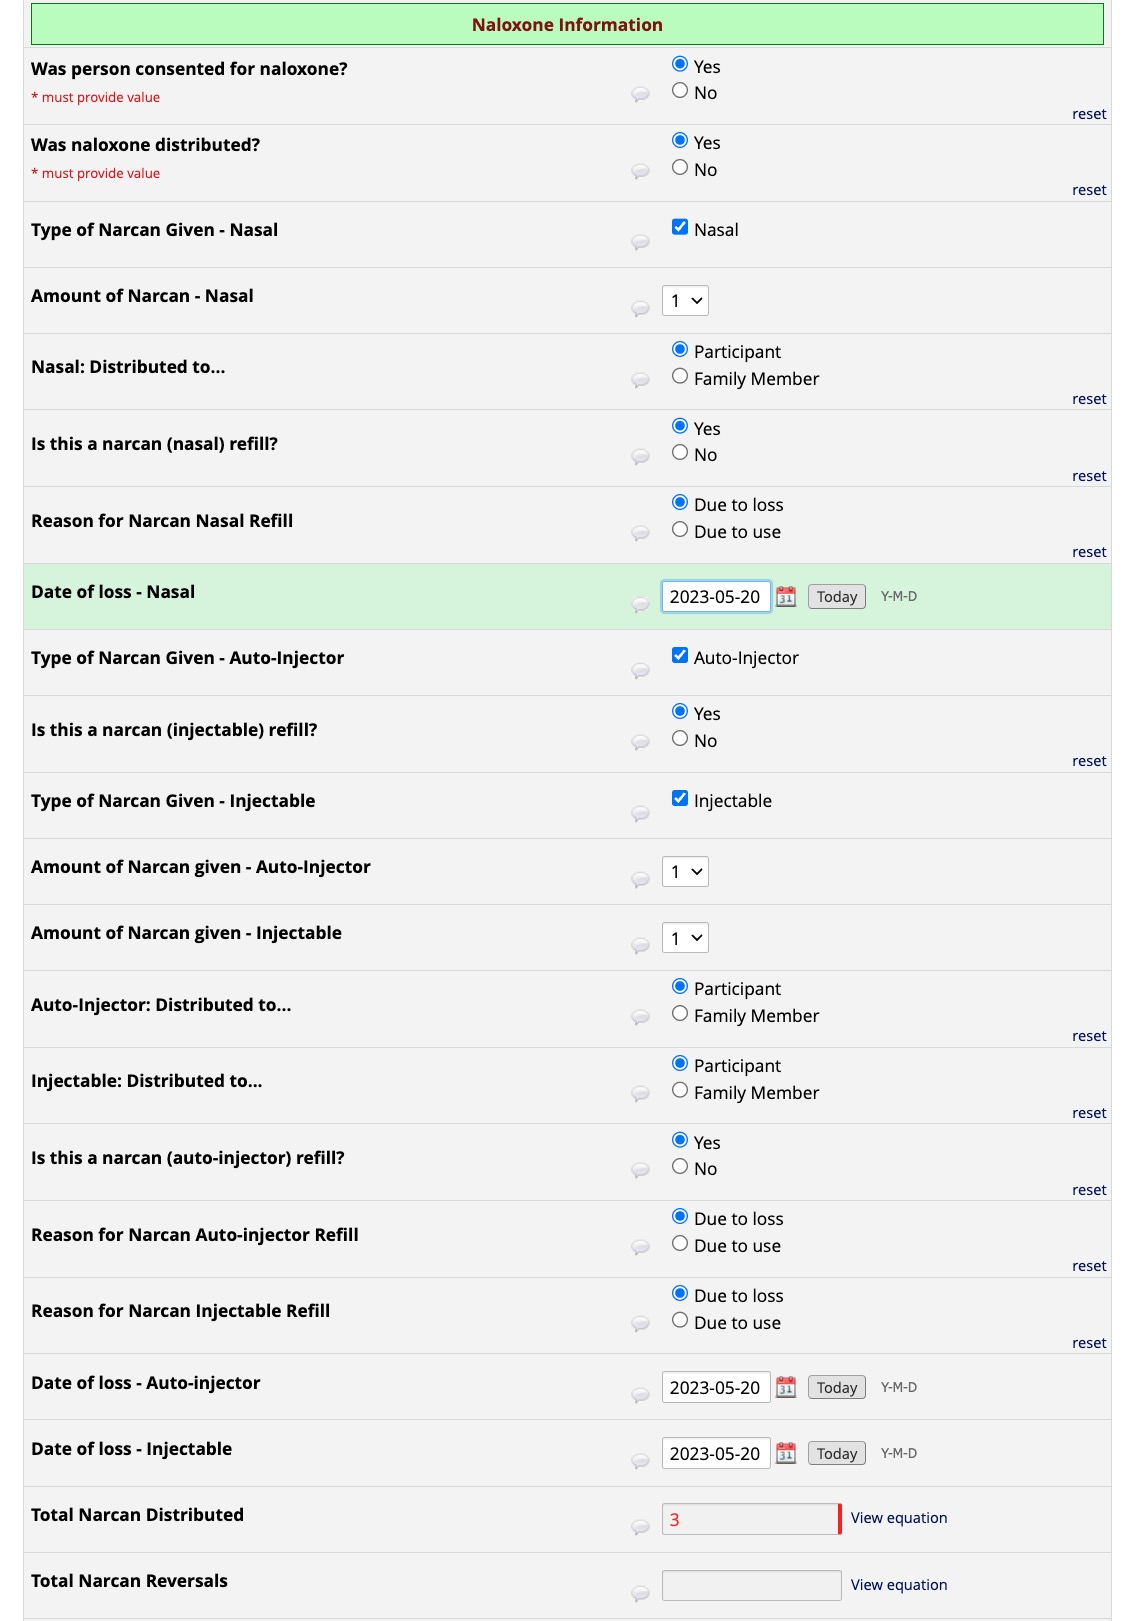 Naloxone Information
Was person consented for naloxone?
* must provide value
Yes
No
reset
Was naloxone distributed?
* must provide value
Yes
No
reset
Type of Narcan Given - Nasal
Nasal
Amount of Narcan - Nasal
1
Nasal: Distributed to...
Participant
Family Member
reset
Is this a narcan (nasal) refill?
Yes
No
reset
Reason for Narcan Nasal Refill
Due to loss
Due to use
reset
Date of loss - Nasal
2023-05-20
31
Today
Y-M-D
Type of Narcan Given - Auto-Injector
Auto-Injector
Is this a narcan (injectable) refill?
Yes
No
reset
Type of Narcan Given - Injectable
Injectable
Amount of Narcan given - Auto-Injector
1
Amount of Narcan given - Injectable
1
Auto-Injector: Distributed to...
Participant
Family Member
reset
Injectable: Distributed to...
Participant
Family Member
reset
Is this a narcan (auto-injector) refill?
Yes
No
reset
Reason for Narcan Auto-injector Refill
Due to loss
Due to use
reset
Reason for Narcan Injectable Refill
Due to loss
Due to use
reset
Date of loss - Auto-injector
2023-05-20
31
Today
Y-M-D
Date of loss - Injectable
2023-05-20
31
Today
Y-M-D
Total Narcan Distributed
3
View equation
Total Narcan Reversals
View equation